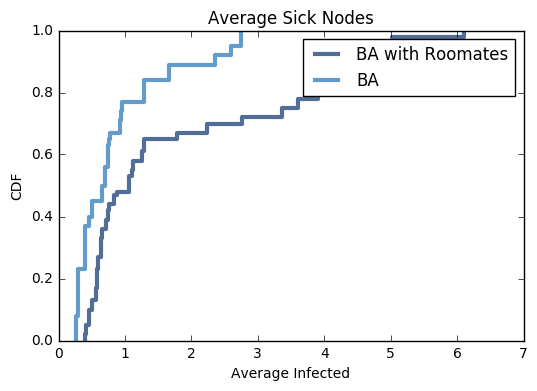 Average Sick Nodes
1.0
0.8
0.6
0.4
0.2
0.0
CDF
BA with Roomates
BA
0 1 2 3 4 5 6 7
Average Infected